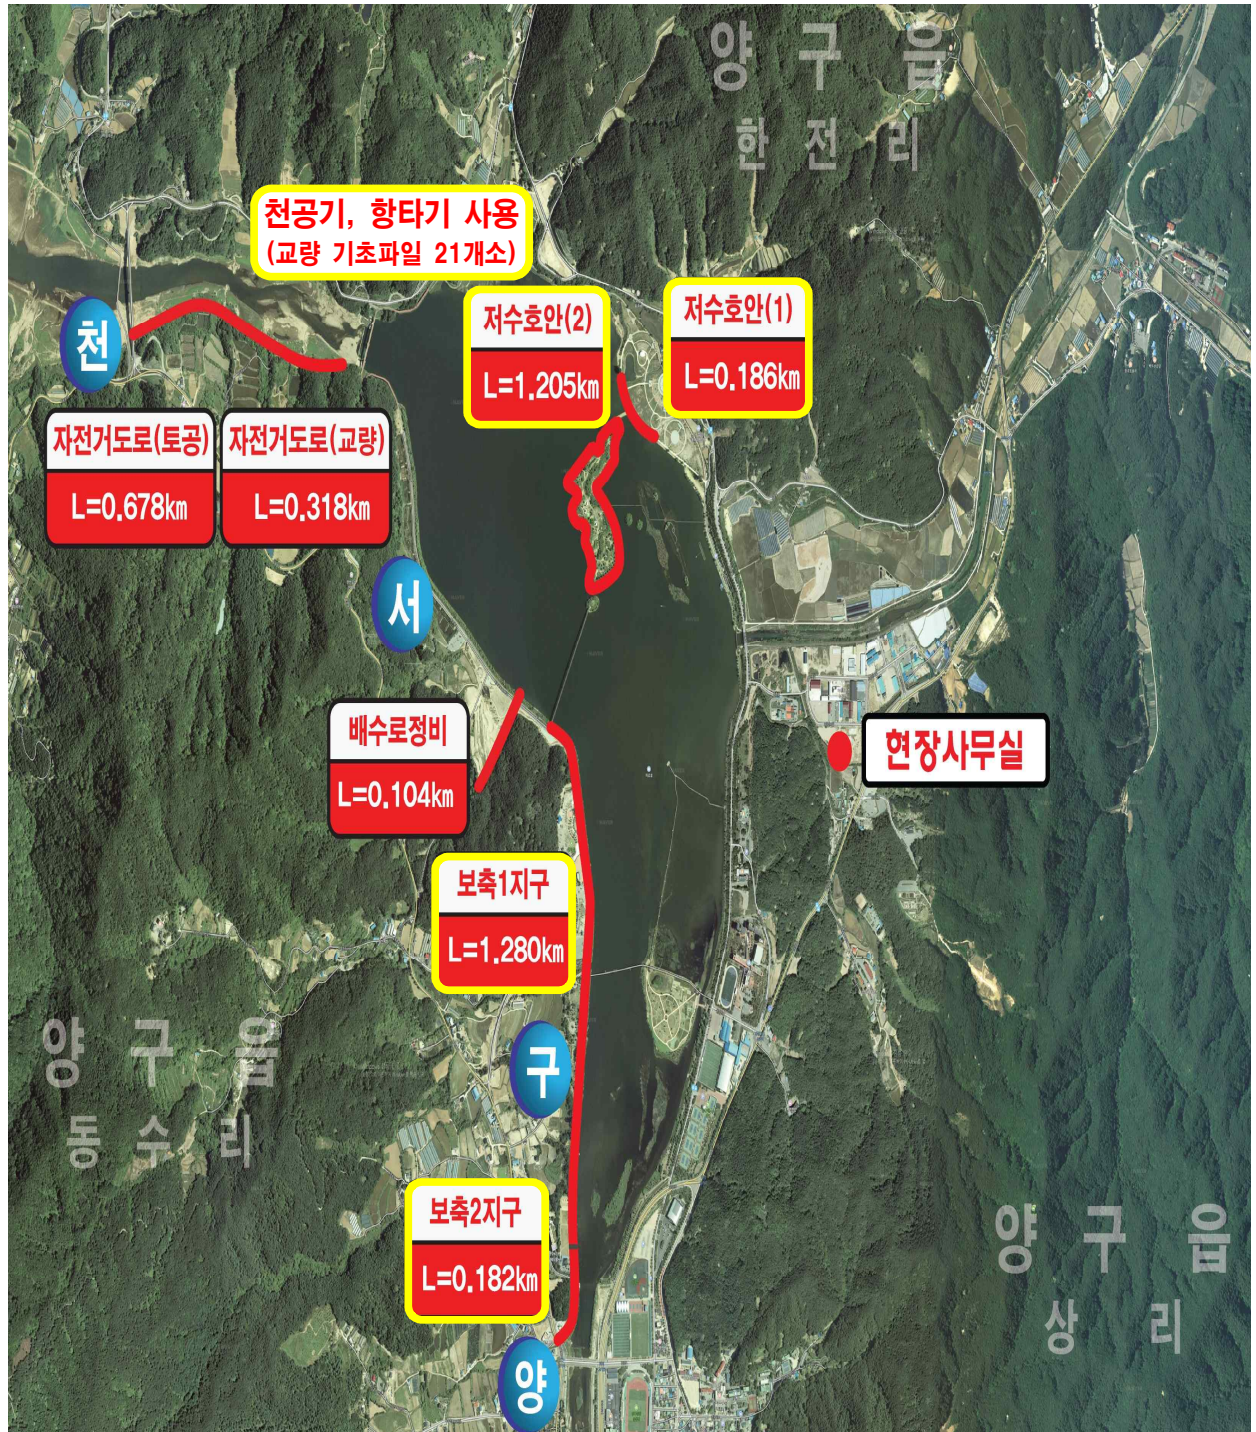 양 구 읍
한 전 리
천공기, 항타기 사용
(교량 기초파일 21개소)
저수호안(2)
L=1.205km
저수호안(1)
L=0.186km
천
자전거도로(토공)
L=0.678km
자전거도로(교량)
L=0.318km
서
배수로정비
L=0.104km
현장사무실
보축1지구
L=1.280km
양 구 읍
동 수 리
구
보축2지구
L=0.182km
양 구 읍
상 리
양